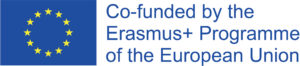 Co-funded by the
Erasmus+ Programme
of the European Union